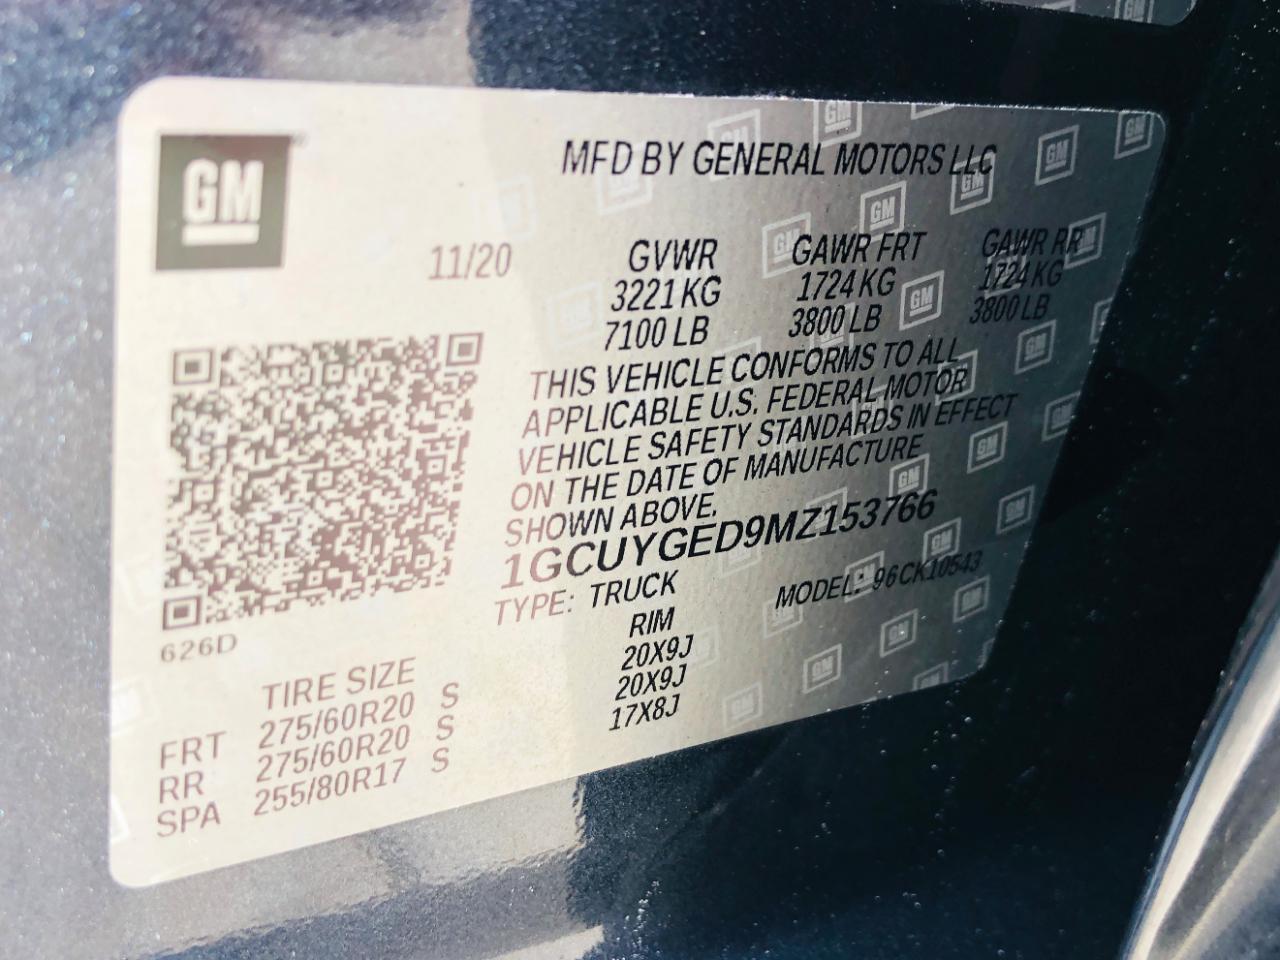 GM
MFD BY GENERAL MOTORS LLC
11/20
GVWR GAWR FRT GAWR RR
3221 KG 1724 KG 1724 KG
7100 LB 3800 LB 3800 LB
THIS VEHICLE CONFORMS TO ALL
APPLICABLE U.S. FEDERAL MOTOR
VEHICLE SAFETY STANDARDS IN EFFECT
ON THE DATE OF MANUFACTURE
SHOWN ABOVE.
1GCUYGED9MZ153766
TYPE: TRUCK MODEL: 96CK10543
626D
TIRE SIZE RIM
FRT 275/60R20 S 20X9J
RR 275/60R20 S 20X9J
SPA 255/80R17 S 17X8J